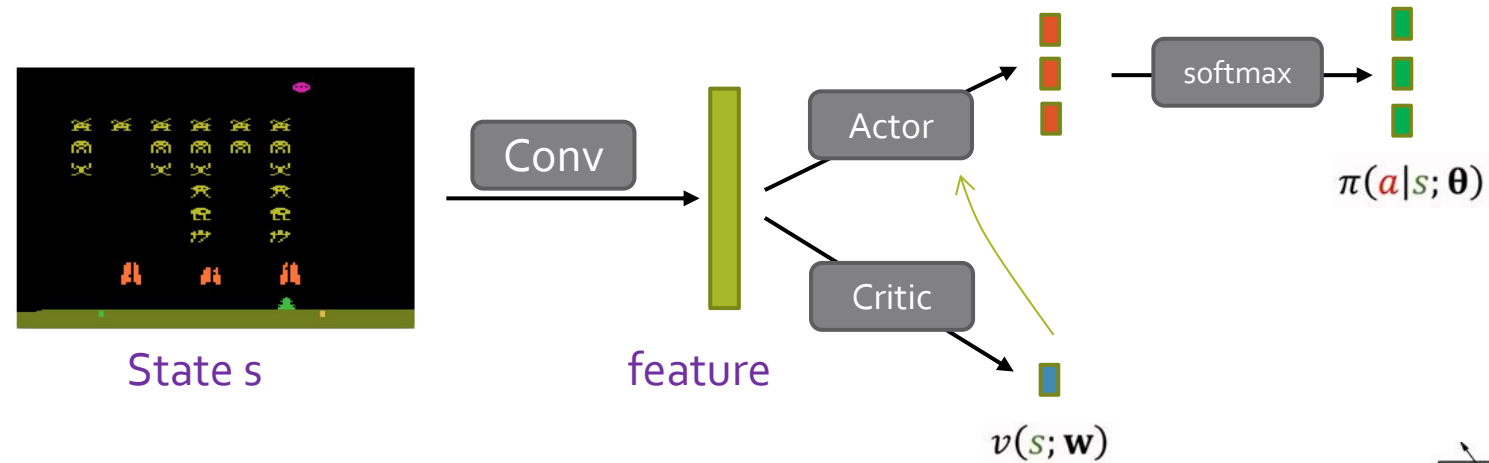 Conv
Actor
softmax
π(a|s; θ)
Critic
State s
feature
v(s; w)